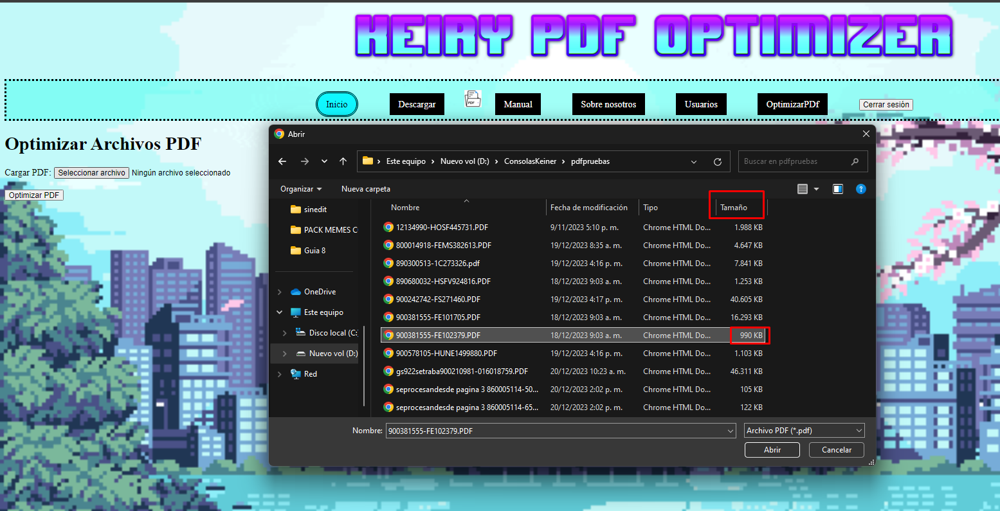 KEIRY PDF OPTIMIZER
Inicio Descargar PDF Manual Sobre nosotros Usuarios OptimizarPDf Cerrar sesión
Optimizar Archivos PDF
Cargar PDF: Seleccionar archivo Ningún archivo seleccionado
Optimizar PDF
Abrir
Este equipo Nuevo vol (D:) ConsolasKeiner pdfpruebas Buscar en pdfpruebas
Organizar Nueva carpeta
sinedit
PACK MEMES C
Guia 8
OneDrive
Este equipo
Disco local (C:
Nuevo vol (D:)
Red
Nombre Fecha de modificación Tipo Tamaño
12134990-HOSF445731.PDF 9/11/2023 5:10 p. m. Chrome HTML Do... 1.988 KB
800014918-FEMS382613.PDF 19/12/2023 8:35 a. m. Chrome HTML Do... 4.647 KB
890300513-1C273326.pdf 19/12/2023 4:16 p. m. Chrome HTML Do... 7.841 KB
890680032-HSFV924816.PDF 18/12/2023 9:03 a. m. Chrome HTML Do... 1.253 KB
900242742-FS271460.PDF 19/12/2023 4:17 p. m. Chrome HTML Do... 40.605 KB
900381555-FE101705.PDF 18/12/2023 9:03 a. m. Chrome HTML Do... 16.293 KB
900381555-FE102379.PDF 18/12/2023 9:03 a. m. Chrome HTML Do... 990 KB
900578105-HUNE1499880.PDF 19/12/2023 4:16 p. m. Chrome HTML Do... 1.103 KB
gs922setraba900210981-016018759.PDF 20/12/2023 10:23 a. m. Chrome HTML Do... 46.311 KB
seprocesandesde pagina 3 860005114-50... 20/12/2023 2:02 p. m. Chrome HTML Do... 105 KB
seprocesandesde pagina 3 860005114-65... 20/12/2023 2:02 p. m. Chrome HTML Do... 122 KB
Nombre: 900381555-FE102379.PDF Archivo PDF (*.pdf)
Abrir Cancelar